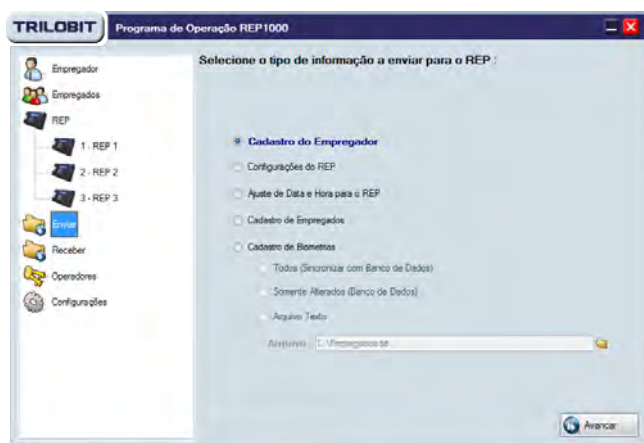 TRILOBIT
Programa de Operação REP1000
Empregador
Empregados
REP
1 - REP 1
2 - REP 2
3 - REP 3
Enviar
Receber
Operadores
Configurações
Selecione o tipo de informação a enviar para o REP :
Cadastro do Empregador
Configurações do REP
Ajuste de Data e Hora para o REP
Cadastro de Empregados
Cadastro de Biometrias
Todos (Sincronizar com Banco de Dados)
Somente Alterados (Banco de Dados)
Arquivo Texto
Arquivo
Avançar